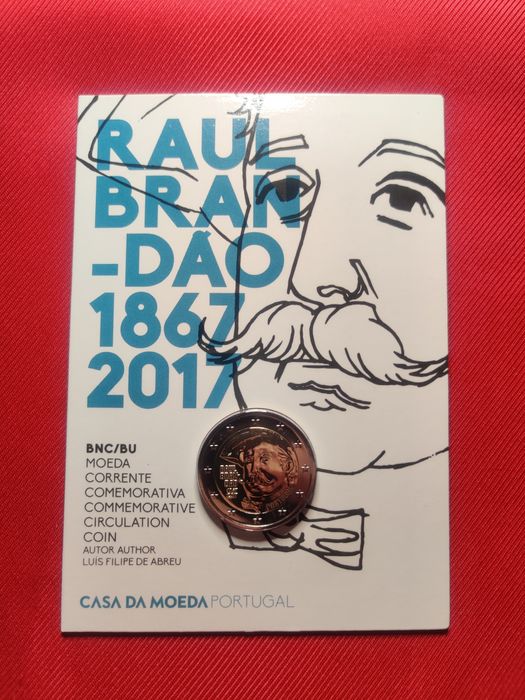 RAUL
BRAN
-DÃO
1867
2017
BNC/BU
MOEDA
CORRENTE
COMEMORATIVA
COMMEMORATIVE
CIRCULATION
COIN
AUTOR AUTHOR
LUÍS FILIPE DE ABREU
CASA DA MOEDA PORTUGAL